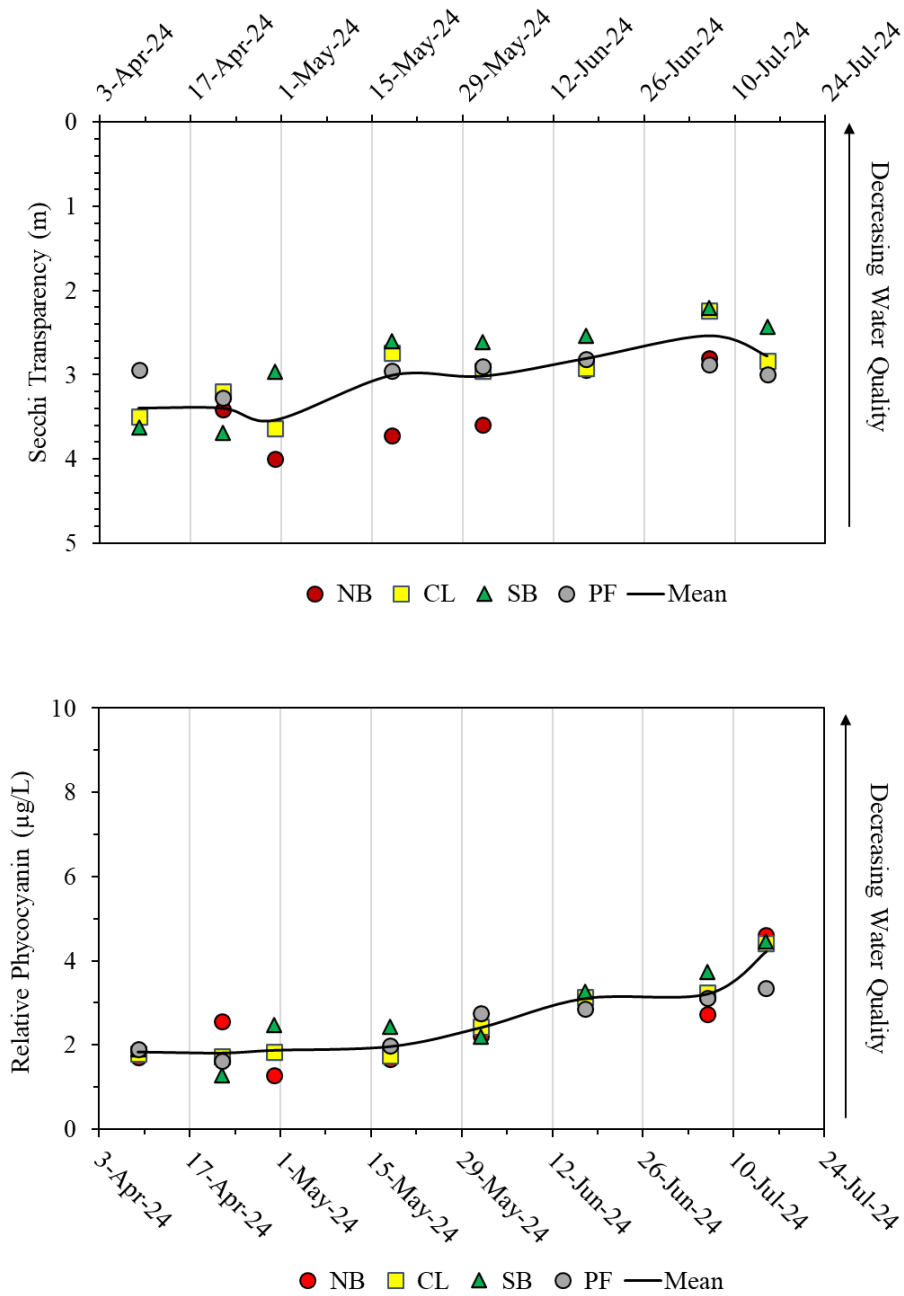 3-Apr-24
17-Apr-24
1-May-24
15-May-24
29-May-24
12-Jun-24
26-Jun-24
10-Jul-24
24-Jul-24
Secchi Transparency (m)
0
1
2
3
4
5
Decreasing Water Quality
NB CL SB PF Mean
Relative Phycocyanin (µg/L)
10
8
6
4
2
0
Decreasing Water Quality
3-Apr-24
17-Apr-24
1-May-24
15-May-24
29-May-24
12-Jun-24
26-Jun-24
10-Jul-24
24-Jul-24
NB CL SB PF Mean